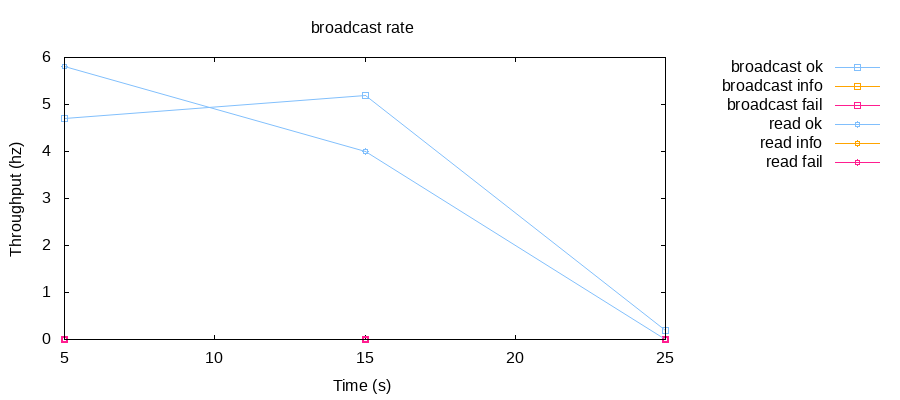 broadcast rate
6
5
4
3
2
1
0
Throughput (hz)
5 10 15 20 25
Time (s)
broadcast ok
broadcast info
broadcast fail
read ok
read info
read fail